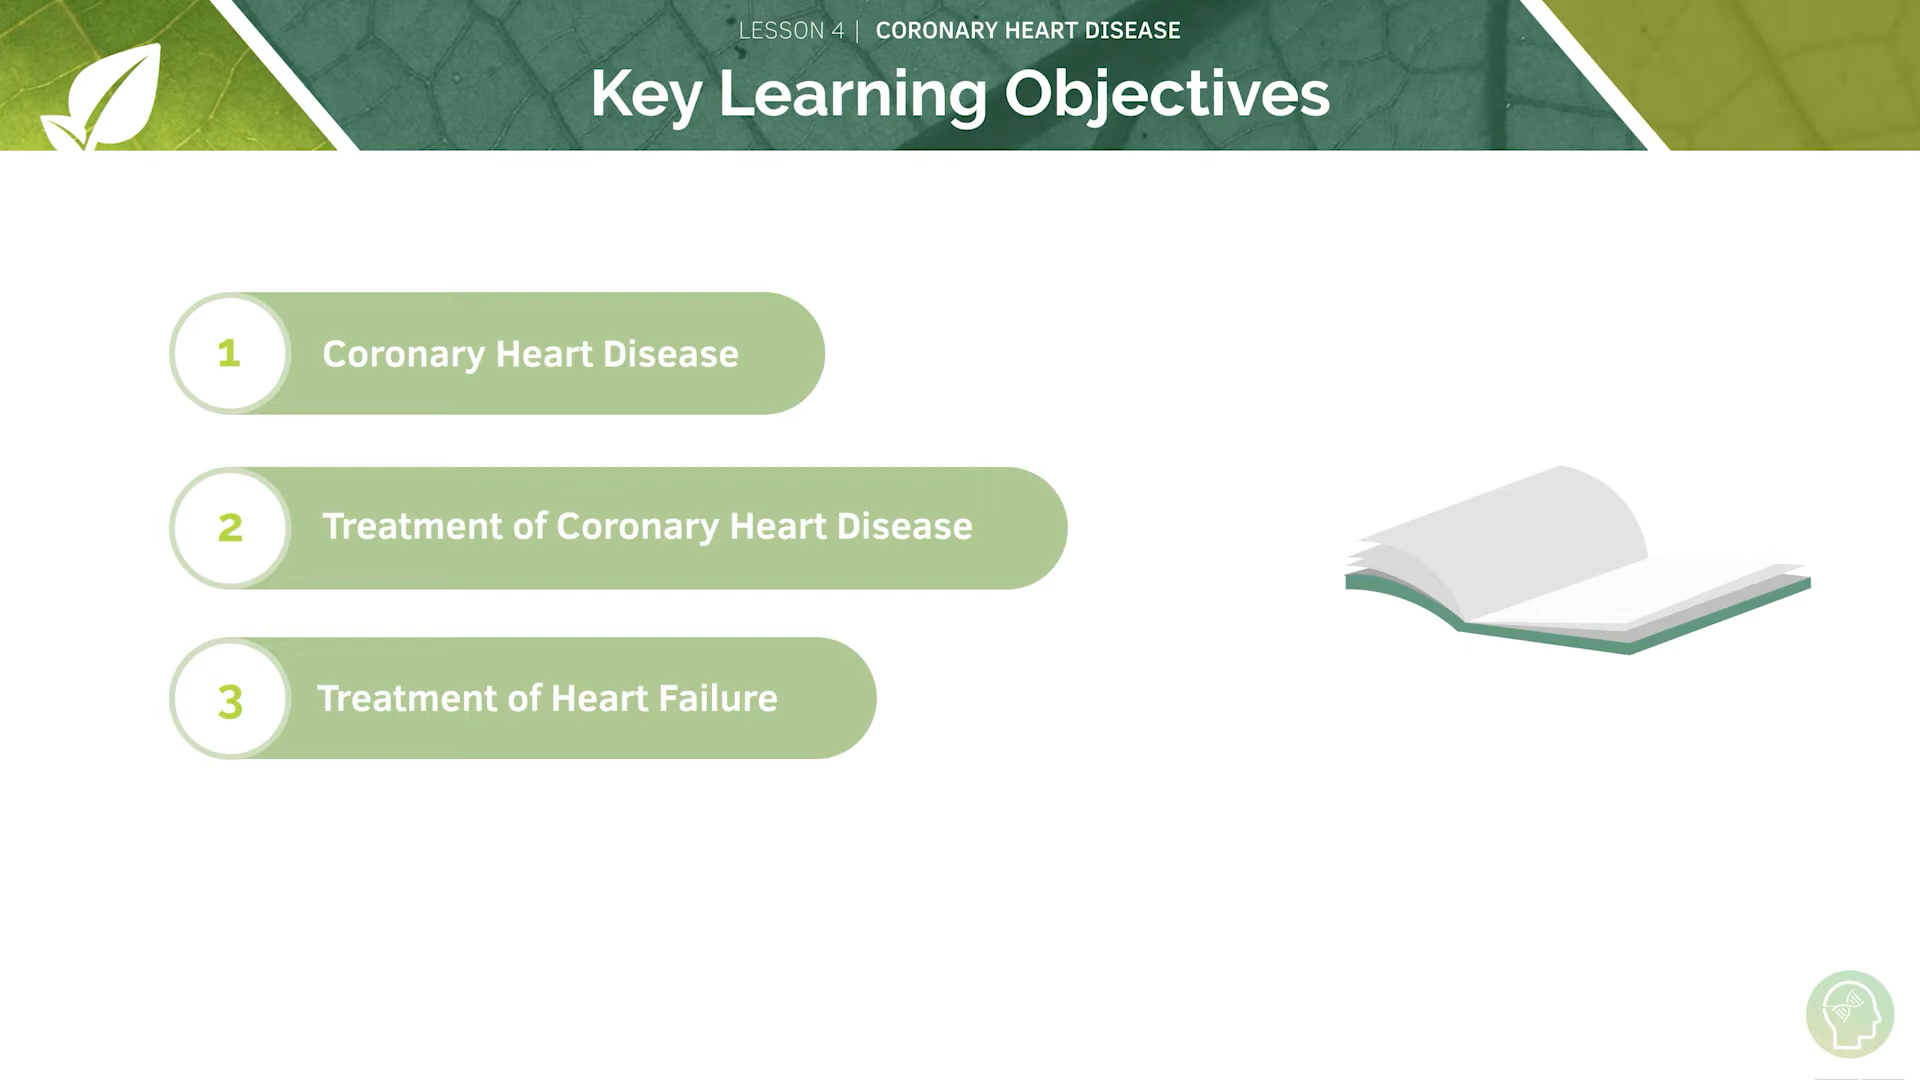 LESSON 4 | CORONARY HEART DISEASE
Key Learning Objectives
1 Coronary Heart Disease
2 Treatment of Coronary Heart Disease
3 Treatment of Heart Failure